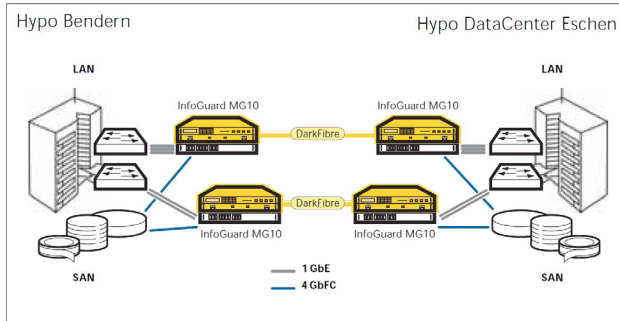 Hypo Bendern
Hypo DataCenter Eschen
LAN
LAN
InfoGuard MG10
InfoGuard MG10
DarkFibre
DarkFibre
InfoGuard MG10
InfoGuard MG10
SAN
SAN
1 GbE
4 GbFC